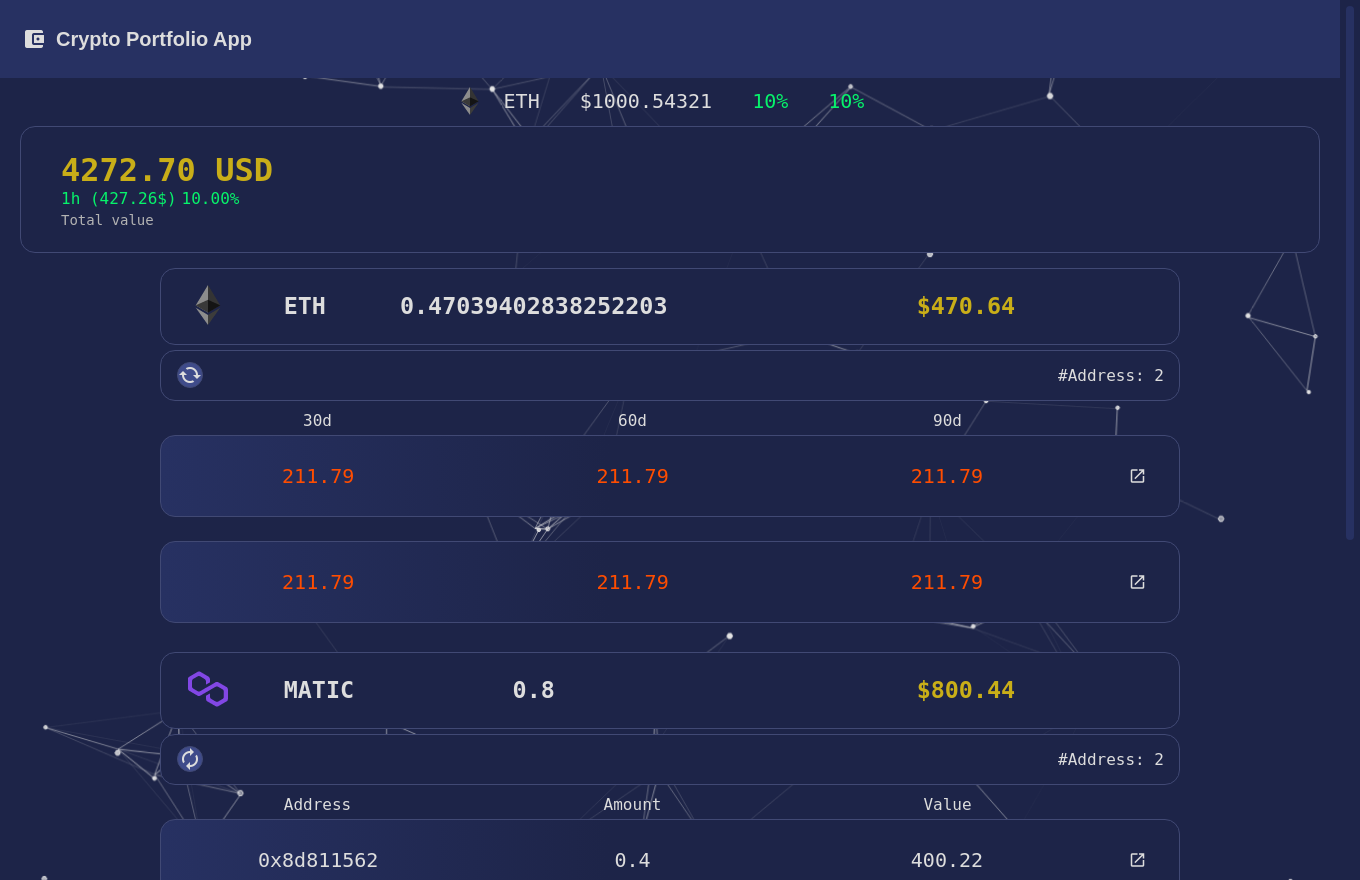 Crypto Portfolio App
ETH $1000.54321 10% 10%
4272.70 USD
1h (427.26$) 10.00%
Total value
ETH 0.47039402838252203 $470.64
#Address: 2
30d 60d 90d
211.79 211.79 211.79
211.79 211.79 211.79
MATIC 0.8 $800.44
#Address: 2
Address Amount Value
0x8d811562 0.4 400.22